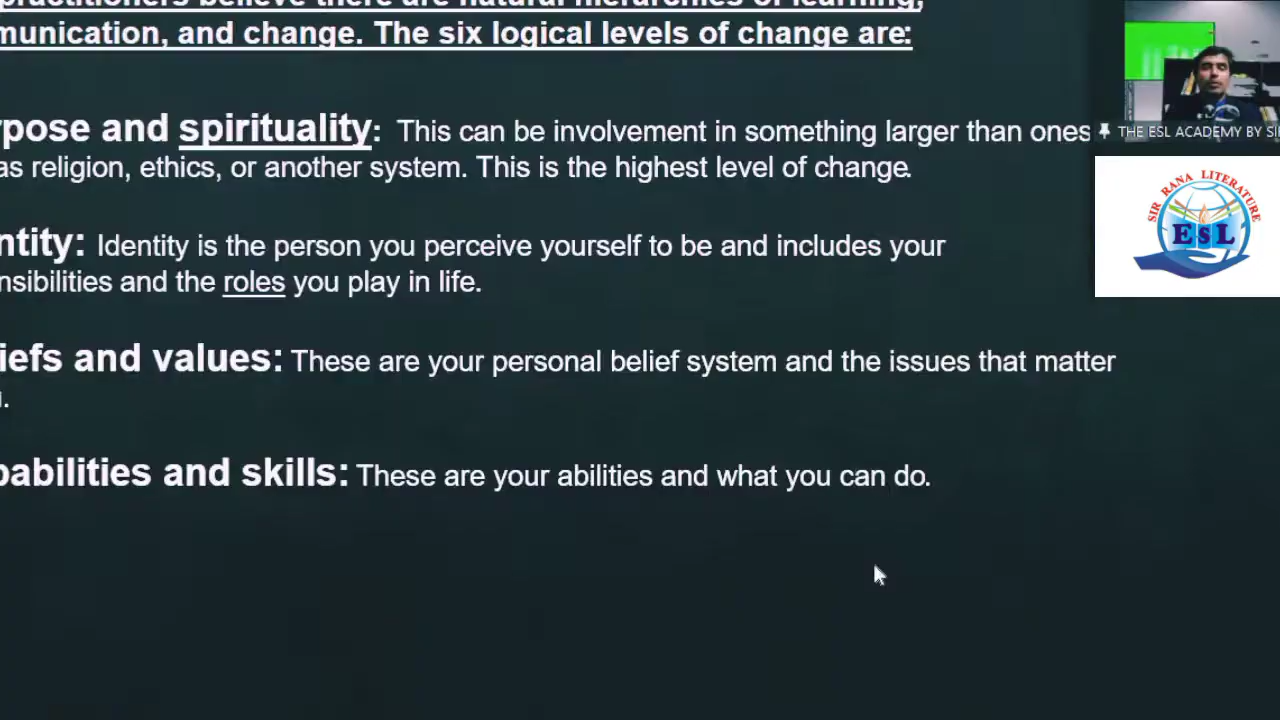 practitioners believe there are natural hierarchies of learning,
munication, and change. The six logical levels of change are:
pose and spirituality: This can be involvement in something larger than ones
as religion, ethics, or another system. This is the highest level of change.
ntity: Identity is the person you perceive yourself to be and includes your
nsibilities and the roles you play in life.
iefs and values: These are your personal belief system and the issues that matter
pabilities and skills: These are your abilities and what you can do.
THE ESL ACADEMY BY SI
SIR RANA LITERATURE
ESL